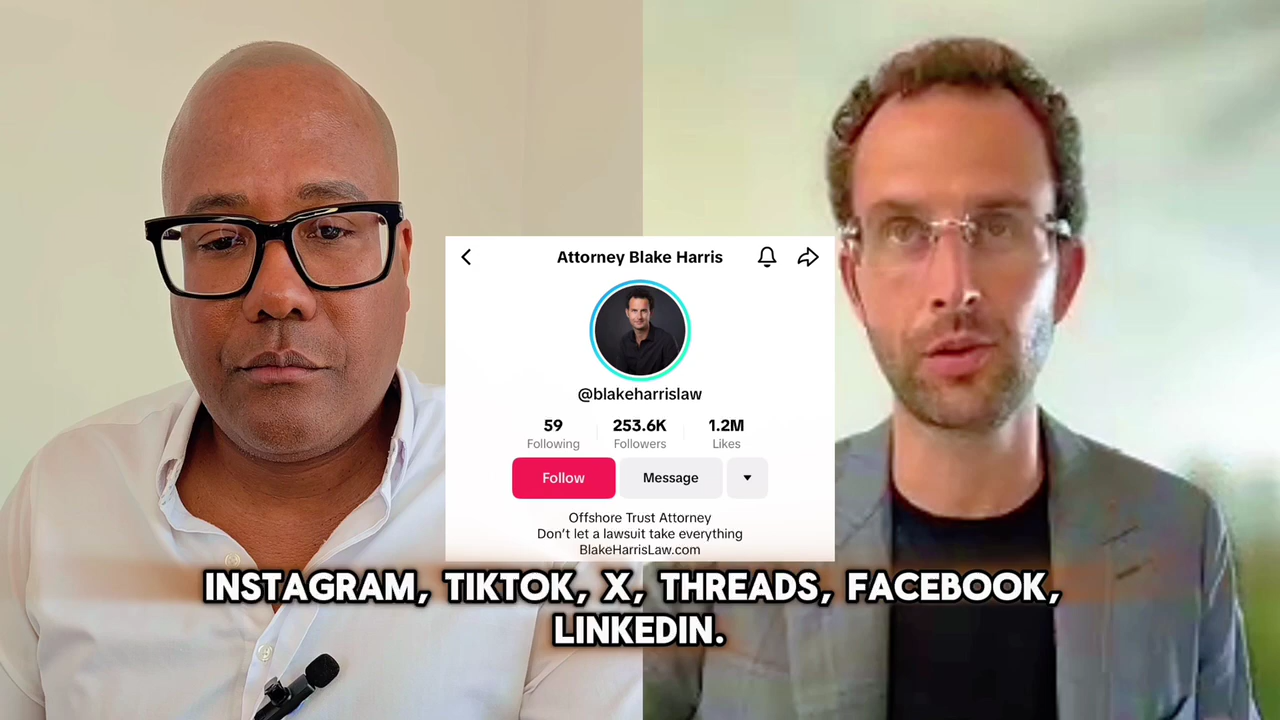 Attorney Blake Harris
@blakeharrislaw
59 253.6K 1.2M
Following Followers Likes
Follow Message
Offshore Trust Attorney
Don't let a lawsuit take everything
BlakeHarrisLaw.com
INSTAGRAM, TIKTOK, X, THREADS, FACEBOOK,
LINKEDIN.